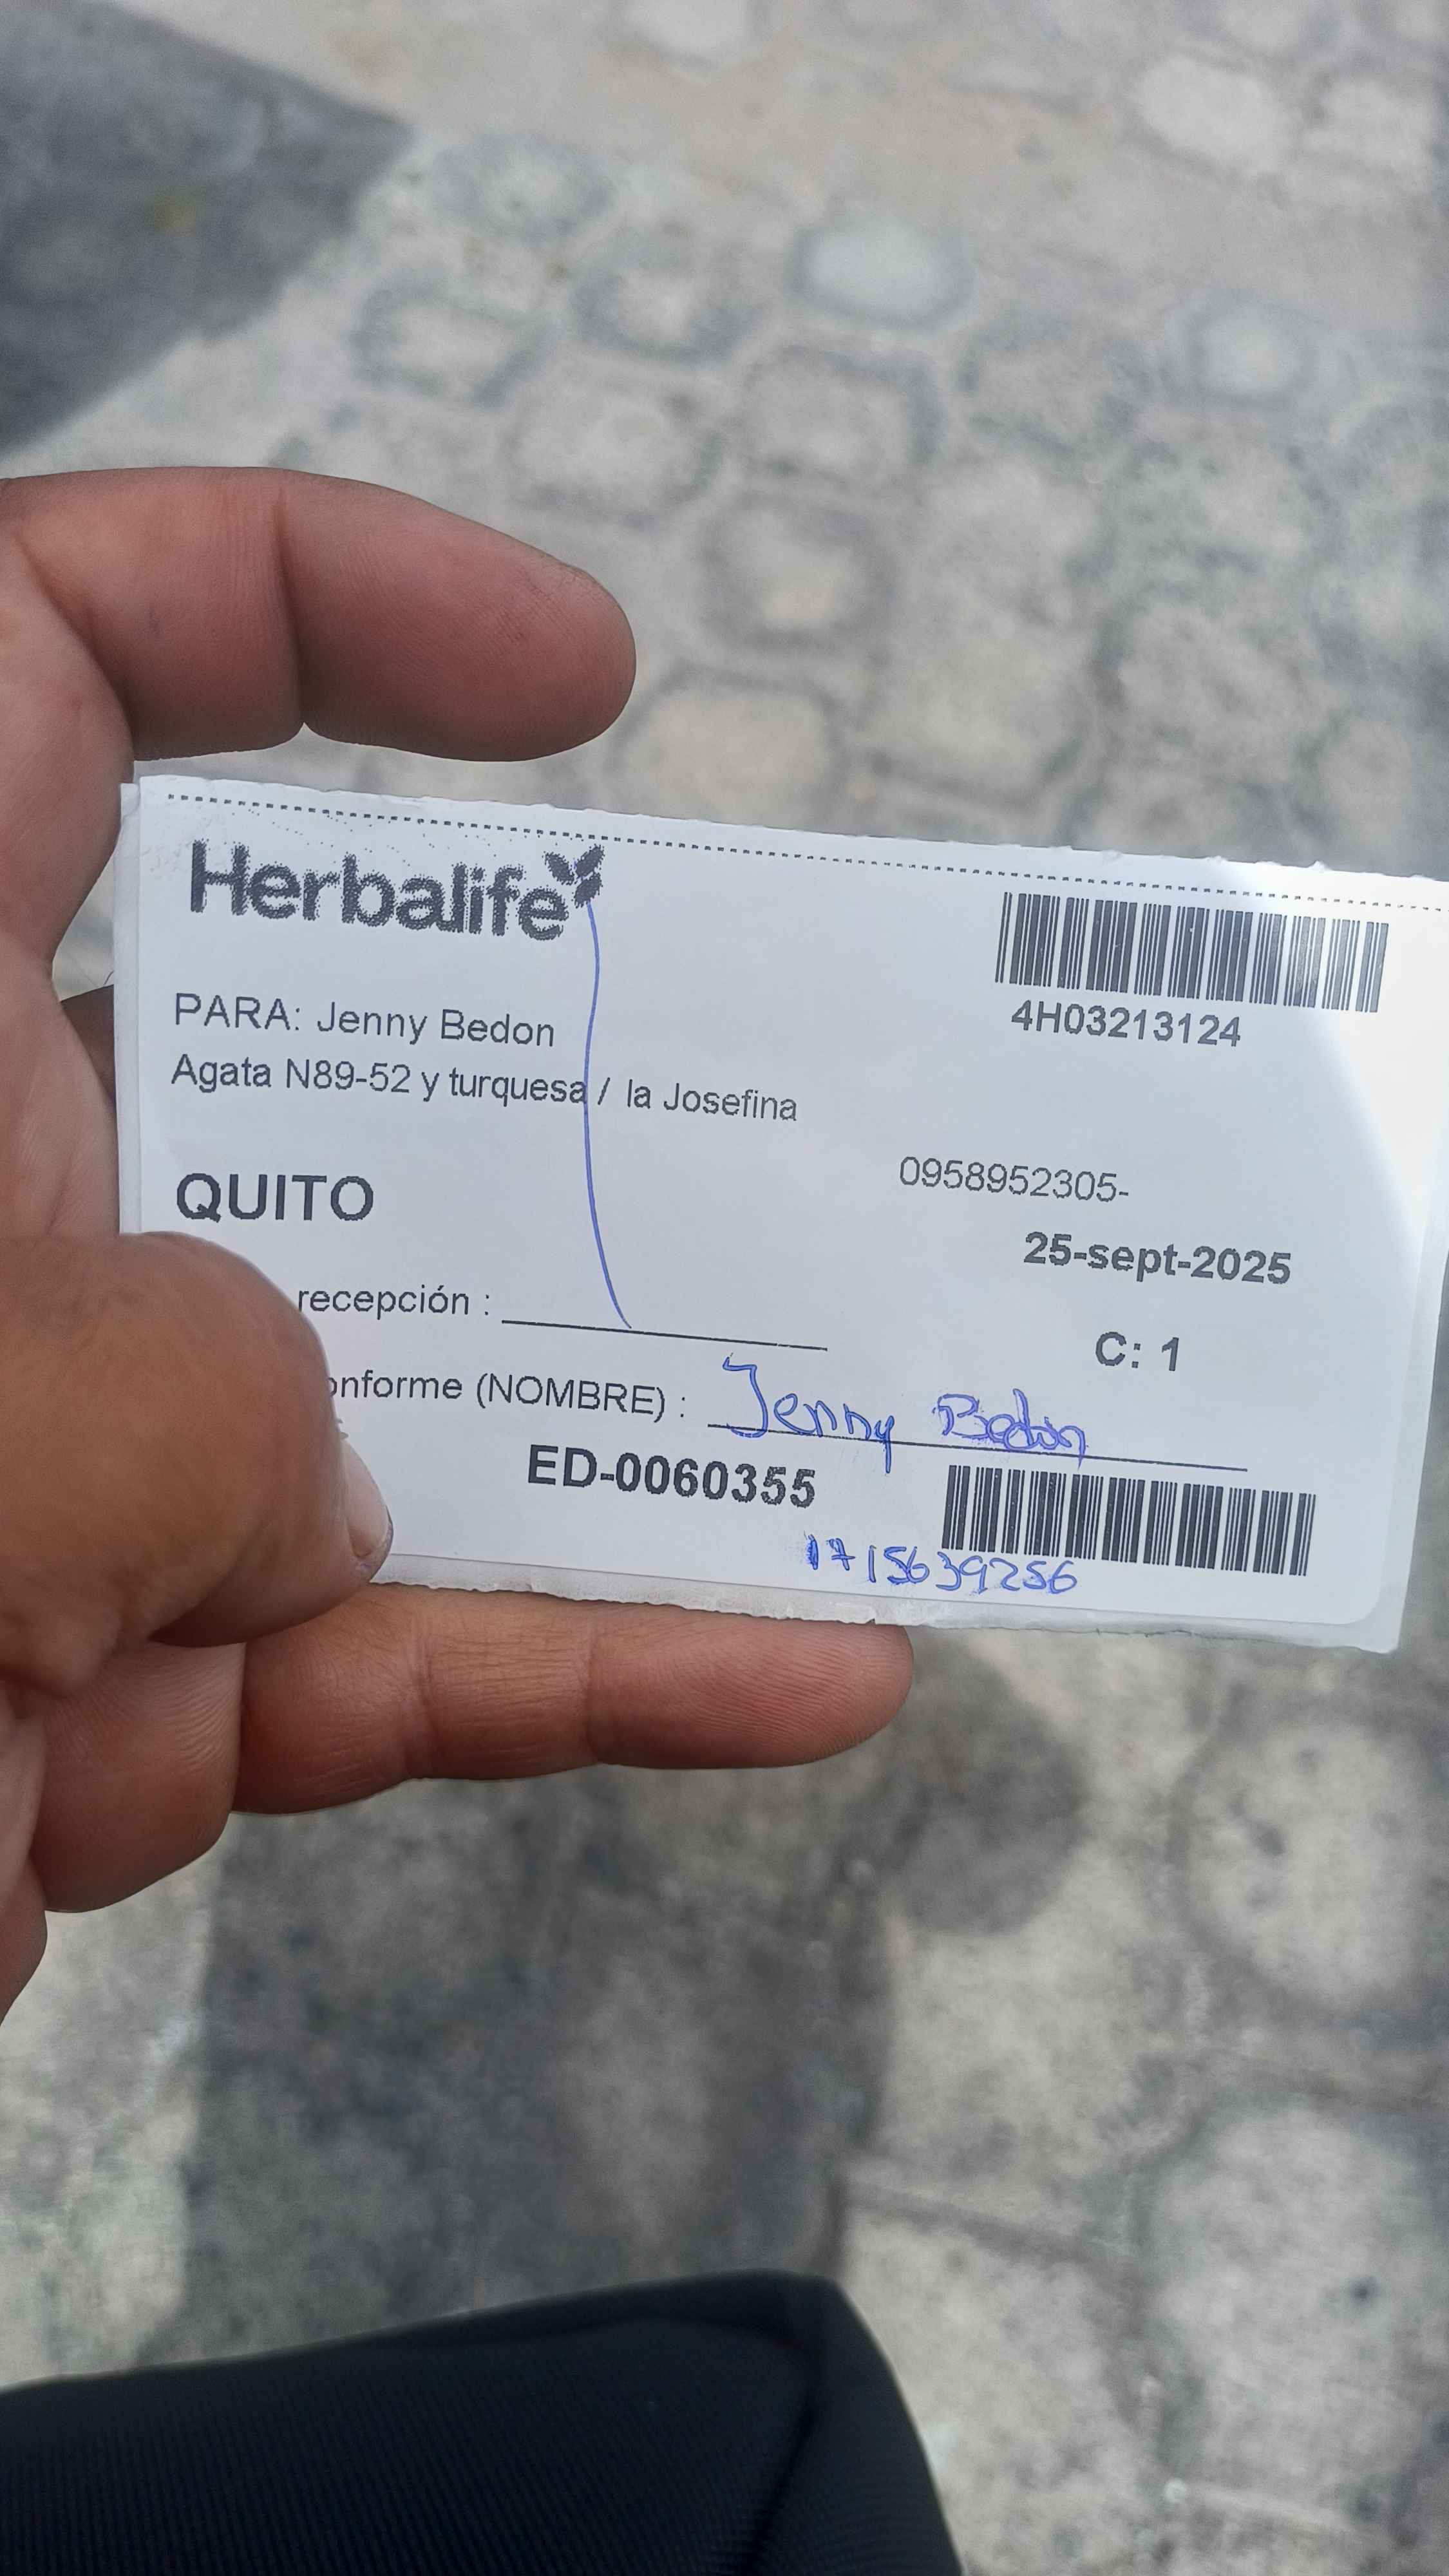 Herbalife
4H03213124
PARA: Jenny Bedon
Agata N89-52 y turquesa / la Josefina
0958952305-
QUITO
25-sept-2025
recepción :
C: 1
onforme (NOMBRE) : Jenny Bedon
ED-0060355
1715639256